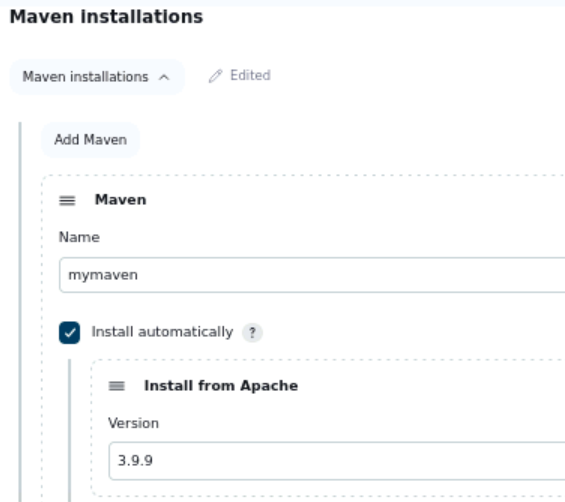 Maven installations
Maven installations
Edited
Add Maven
Maven
Name
mymaven
Install automatically ?
Install from Apache
Version
3.9.9